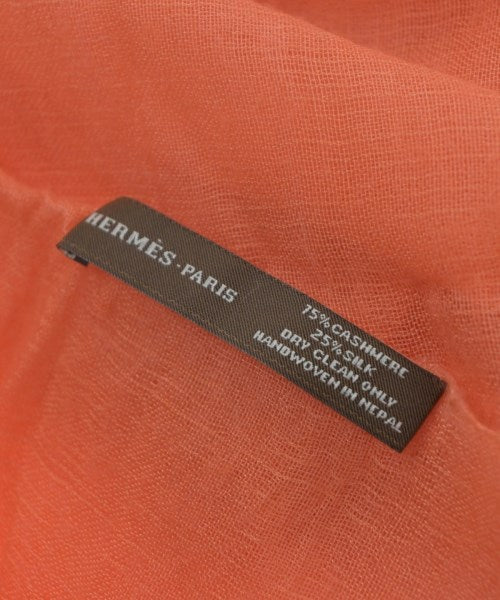 HERMÈS-PARIS
75% CASHMERE
25% SILK
DRY CLEAN ONLY
HANDWOVEN IN NEPAL